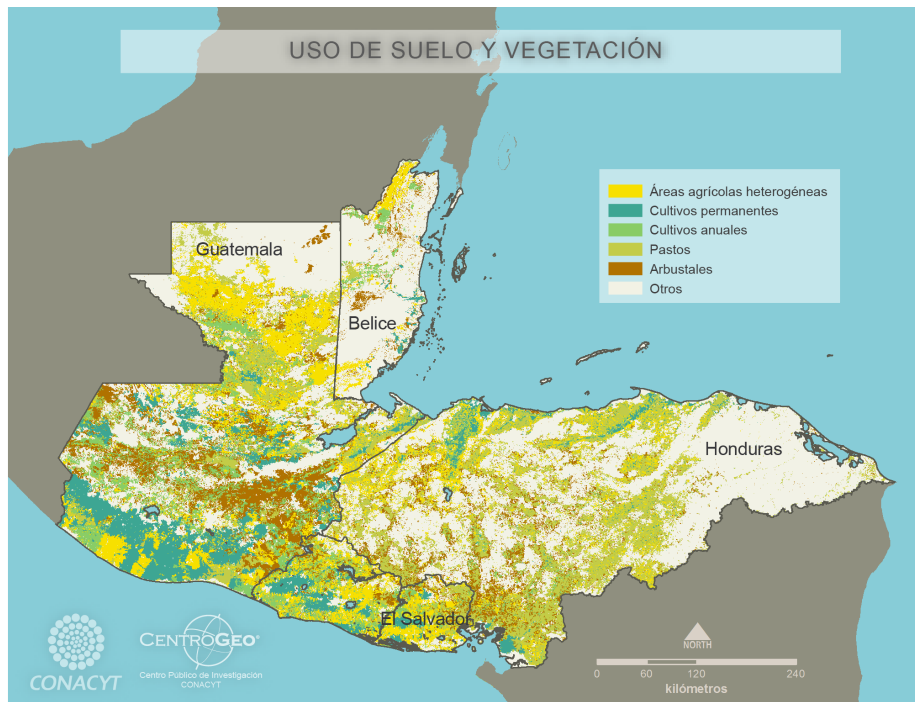 USO DE SUELO Y VEGETACIÓN
Áreas agrícolas heterogéneas
Cultivos permanentes
Cultivos anuales
Pastos
Arbustales
Otros
Guatemala
Belice
Honduras
El Salvador
CONACYT
CENTROGEO®
Centro Público de Investigación
CONACYT
NORTH
0 60 120 240
kilómetros